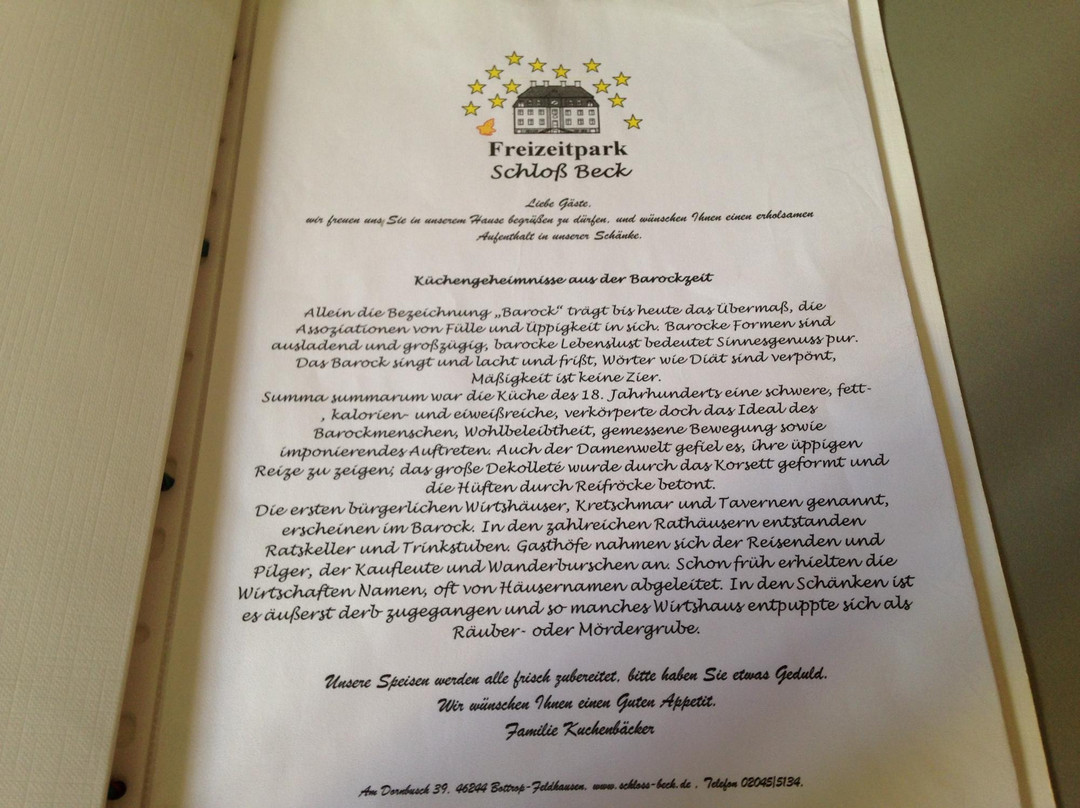 Freizeitpark
Schloß Beck
Liebe Gäste,
wir freuen uns, Sie in unserem Hause begrüßen zu dürfen, und wünschen Ihnen einen erholsamen
Aufenthalt in unserer Schänke.
Küchengeheimnisse aus der Barockzeit
Allein die Bezeichnung „Barock“ trägt bis heute das Übermaß, die
Assoziationen von Fülle und Üppigkeit in sich. Barocke Formen sind
ausladend und großzügig, barocke Lebenslust bedeutet Sinnesgenuss pur.
Das Barock singt und lacht und frißt, Wörter wie Diät sind verpönt,
Mäßigkeit ist keine Zier.
Summa summarum war die Küche des 18. Jahrhunderts eine schwere, fett-
, kalorien- und eiweißreiche, verkörperte doch das Ideal des
Barockmenschen, Wohlbeleibtheit, gemessene Bewegung sowie
imponierendes Auftreten. Auch der Damenwelt gefiel es, ihre üppigen
Reize zu zeigen; das große Dekolleté wurde durch das Korsett geformt und
die Hüften durch Reifröcke betont.
Die ersten bürgerlichen Wirtshäuser, Kretschmar und Tavernen genannt,
erscheinen im Barock. In den zahlreichen Rathäusern entstanden
Ratskeller und Trinkstuben. Gasthöfe nahmen sich der Reisenden und
Pilger, der Kaufleute und Wanderburschen an. Schon früh erhielten die
Wirtschaften Namen, oft von Häusernamen abgeleitet. In den Schänken ist
es äußerst derb zugegangen und so manches Wirtshaus entpuppte sich als
Räuber- oder Mördergrube.
Unsere Speisen werden alle frisch zubereitet, bitte haben Sie etwas Geduld.
Wir wünschen Ihnen einen Guten Appetit.
Familie Kuchenbäcker
Am Dornbusch 39, 46244 Bottrop-Feldhausen, www.schloss-beck.de , Telefon 02045|5134,